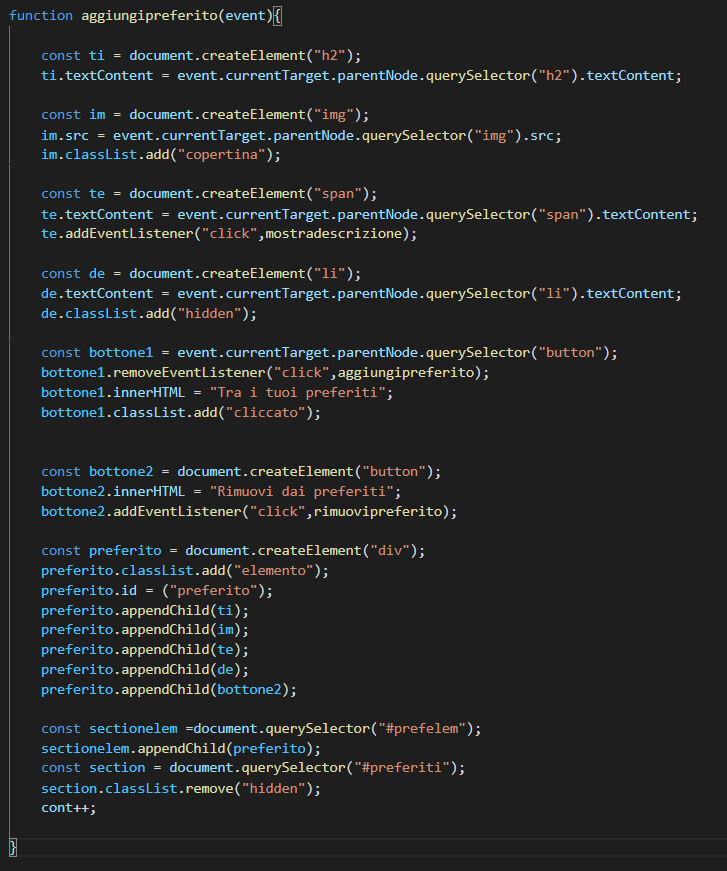 function aggiungipreferito(event){
const ti = document.createElement("h2");
ti.textContent = event.currentTarget.parentNode.querySelector("h2").textContent;
const im = document.createElement("img");
im.src = event.currentTarget.parentNode.querySelector("img").src;
im.classList.add("copertina");
const te = document.createElement("span");
te.textContent = event.currentTarget.parentNode.querySelector("span").textContent;
te.addEventListener("click",mostradescrizione);
const de = document.createElement("li");
de.textContent = event.currentTarget.parentNode.querySelector("li").textContent;
de.classList.add("hidden");
const bottone1 = event.currentTarget.parentNode.querySelector("button");
bottone1.removeEventListener("click",aggiungipreferito);
bottone1.innerHTML = "Tra i tuoi preferiti";
bottone1.classList.add("cliccato");
const bottone2 = document.createElement("button");
bottone2.innerHTML = "Rimuovi dai preferiti";
bottone2.addEventListener("click",rimuovipreferito);
const preferito = document.createElement("div");
preferito.classList.add("elemento");
preferito.id = ("preferito");
preferito.appendChild(ti);
preferito.appendChild(im);
preferito.appendChild(te);
preferito.appendChild(de);
preferito.appendChild(bottone2);
const sectionelem =document.querySelector("#prefelem");
sectionelem.appendChild(preferito);
const section = document.querySelector("#preferiti");
section.classList.remove("hidden");
cont++;
}